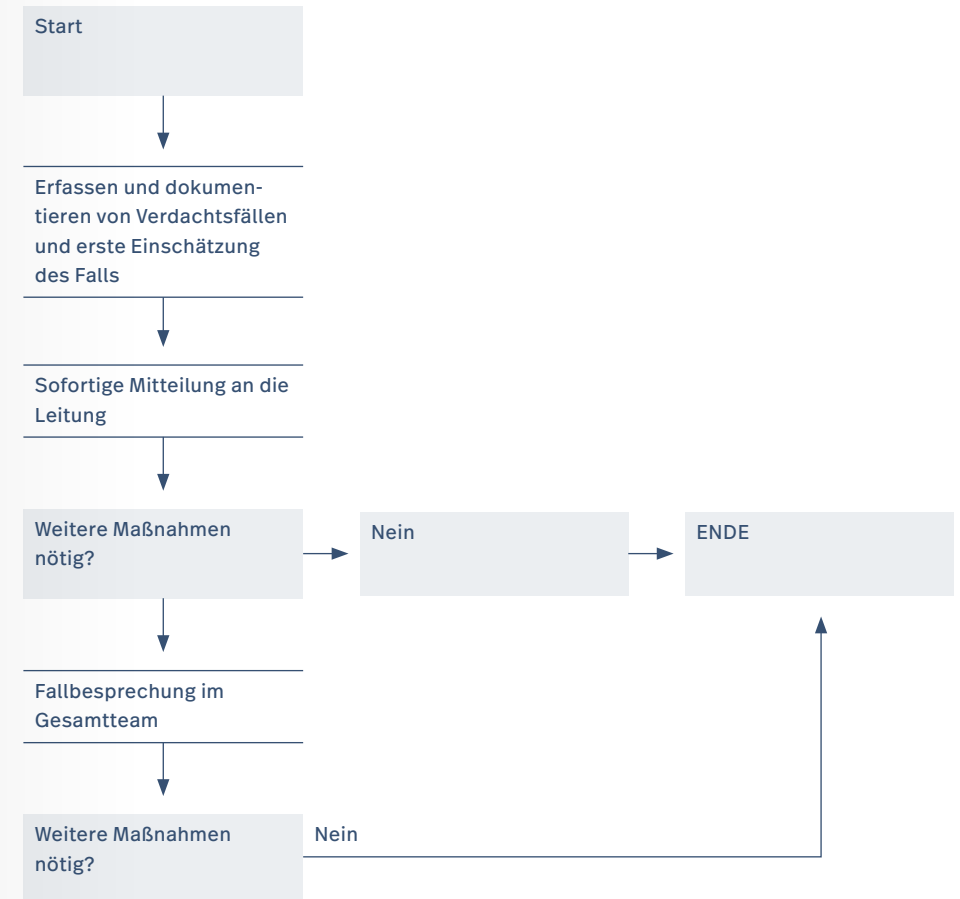 Start
Erfassen und dokumen-
tieren von Verdachtsfällen
und erste Einschätzung
des Falls
Sofortige Mitteilung an die
Leitung
Weitere Maßnahmen
nötig?
Nein
ENDE
Fallbesprechung im
Gesamtteam
Weitere Maßnahmen
nötig?
Nein